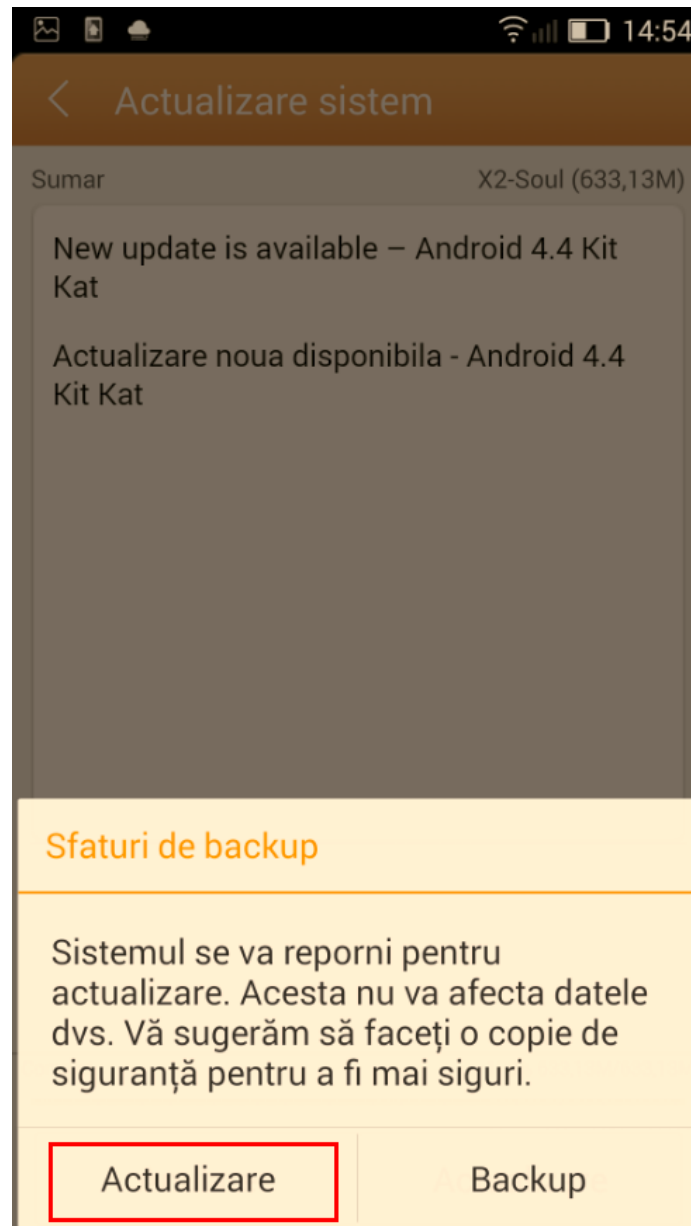 14:54
Actualizare sistem
Sumar X2-Soul (633,13M)
New update is available – Android 4.4 Kit
Kat
Actualizare noua disponibila - Android 4.4
Kit Kat
Sfaturi de backup
Sistemul se va reporni pentru
actualizare. Acesta nu va afecta datele
dvs. Vă sugerăm să faceți o copie de
siguranță pentru a fi mai siguri.
Actualizare Backup